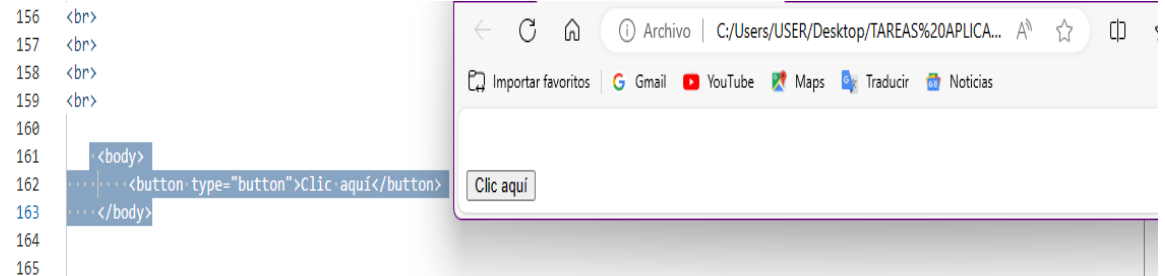 156 <br>
157 <br>
158 <br>
159 <br>
160
161 <body>
162 <button type="button">Clic aquí</button>
163 </body>
164
165
Archivo | C:/Users/USER/Desktop/TAREAS%20APLICA... A
Importar favoritos | G Gmail YouTube Maps Traducir Noticias
Clic aquí